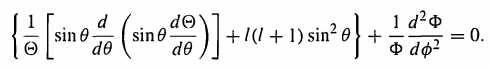 { 1/Θ [ sin θ d/dθ ( sin θ dΘ/dθ ) ] + l(l + 1) sin² θ } + 1/Φ d²Φ/dϕ² = 0.